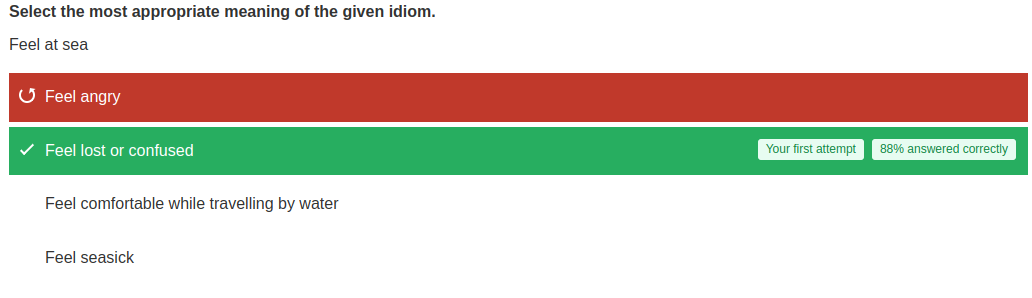 Select the most appropriate meaning of the given idiom.
Feel at sea
Feel angry
Feel lost or confused Your first attempt 88% answered correctly
Feel comfortable while travelling by water
Feel seasick